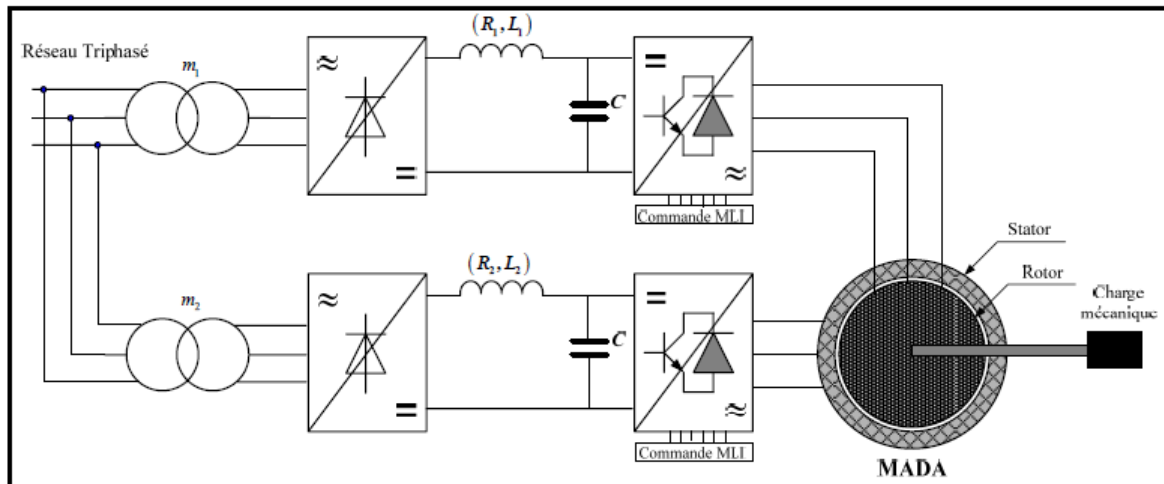 (R₁, L₁)
Réseau Triphasé
m₁
≈
=
C
=
≈
Commande MLI
Stator
Rotor
Charge
mécanique
(R₂, L₂)
m₂
≈
=
C
=
≈
Commande MLI
MADA